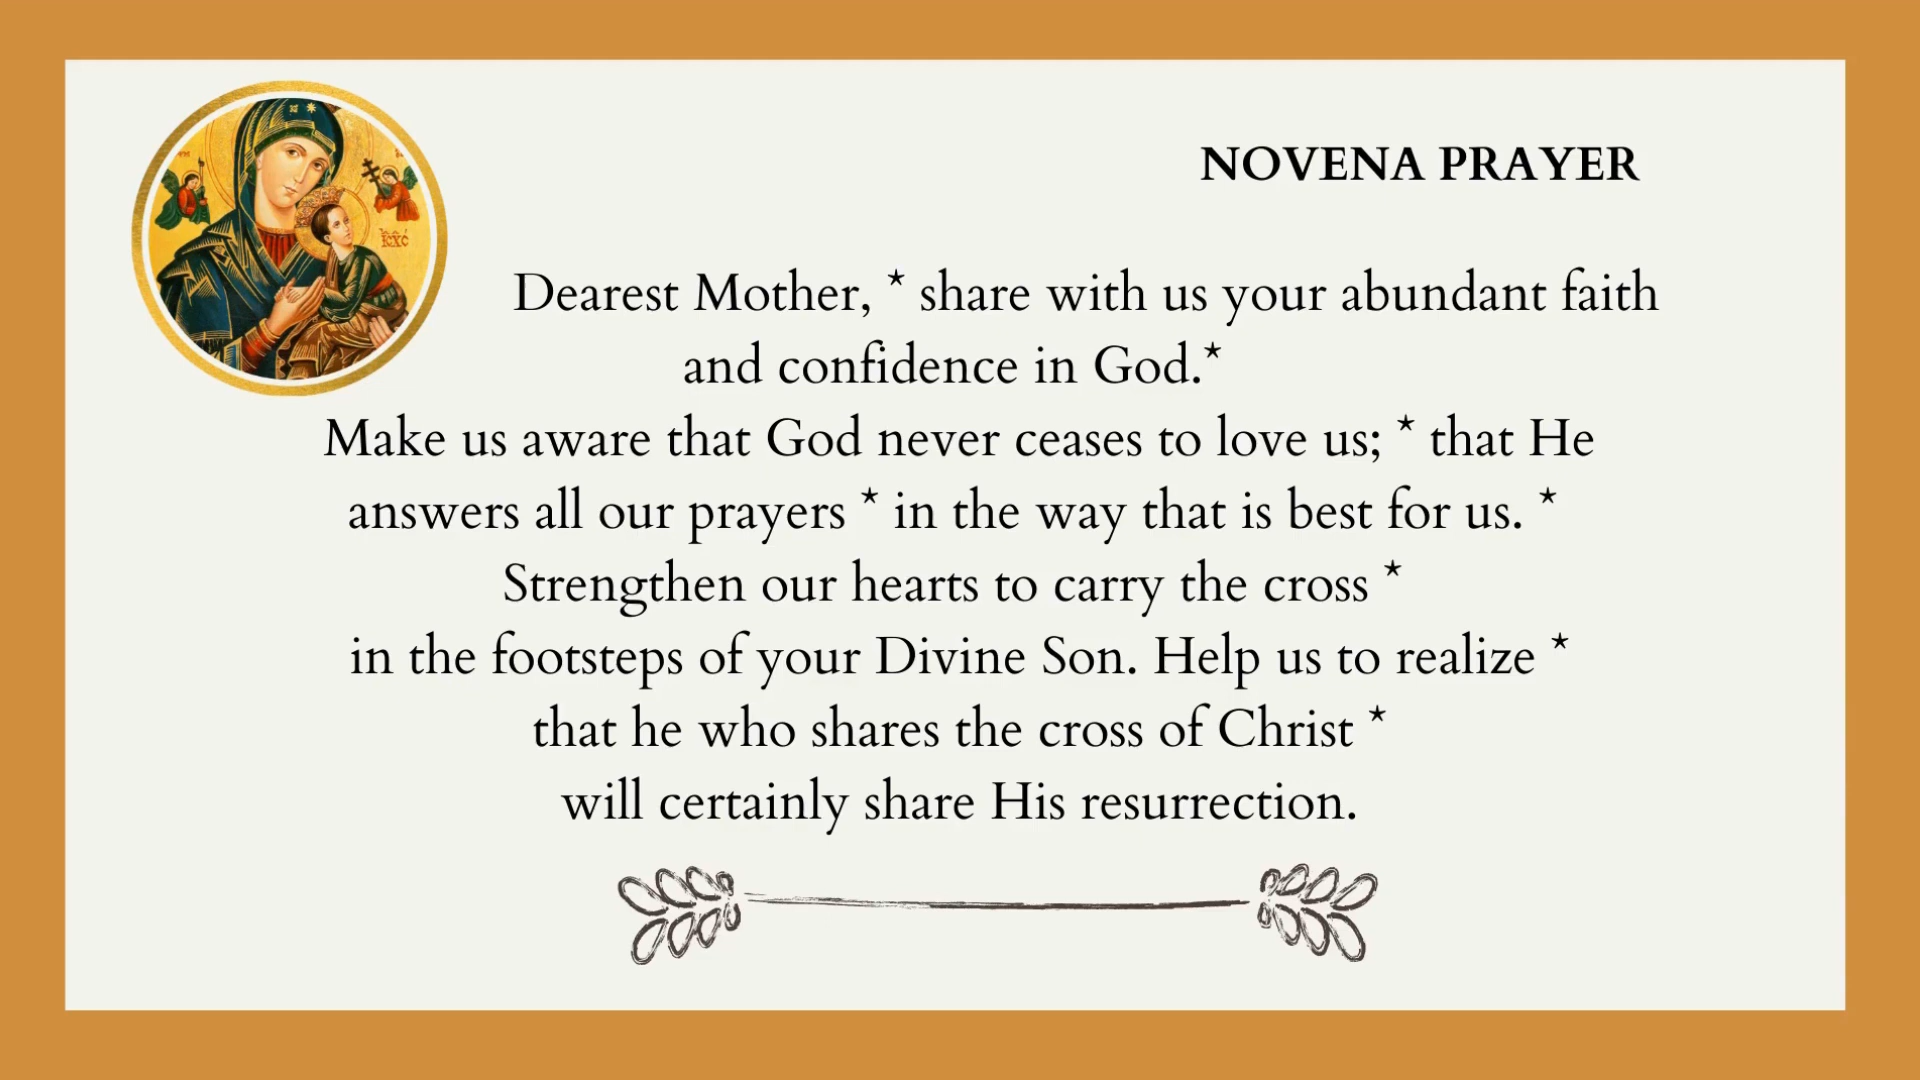 NOVENA PRAYER
Dearest Mother, * share with us your abundant faith
and confidence in God.*
Make us aware that God never ceases to love us; * that He
answers all our prayers * in the way that is best for us. *
Strengthen our hearts to carry the cross *
in the footsteps of your Divine Son. Help us to realize *
that he who shares the cross of Christ *
will certainly share His resurrection.